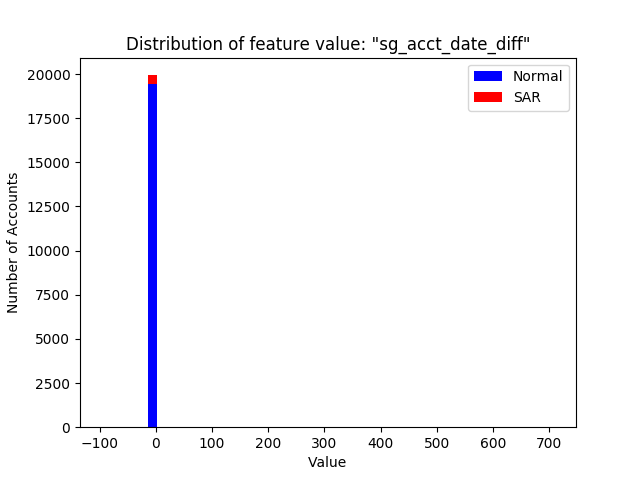 Distribution of feature value: "sg_acct_date_diff"
Normal
SAR
Number of Accounts
20000
17500
15000
12500
10000
7500
5000
2500
0
−100 0 100 200 300 400 500 600 700
Value